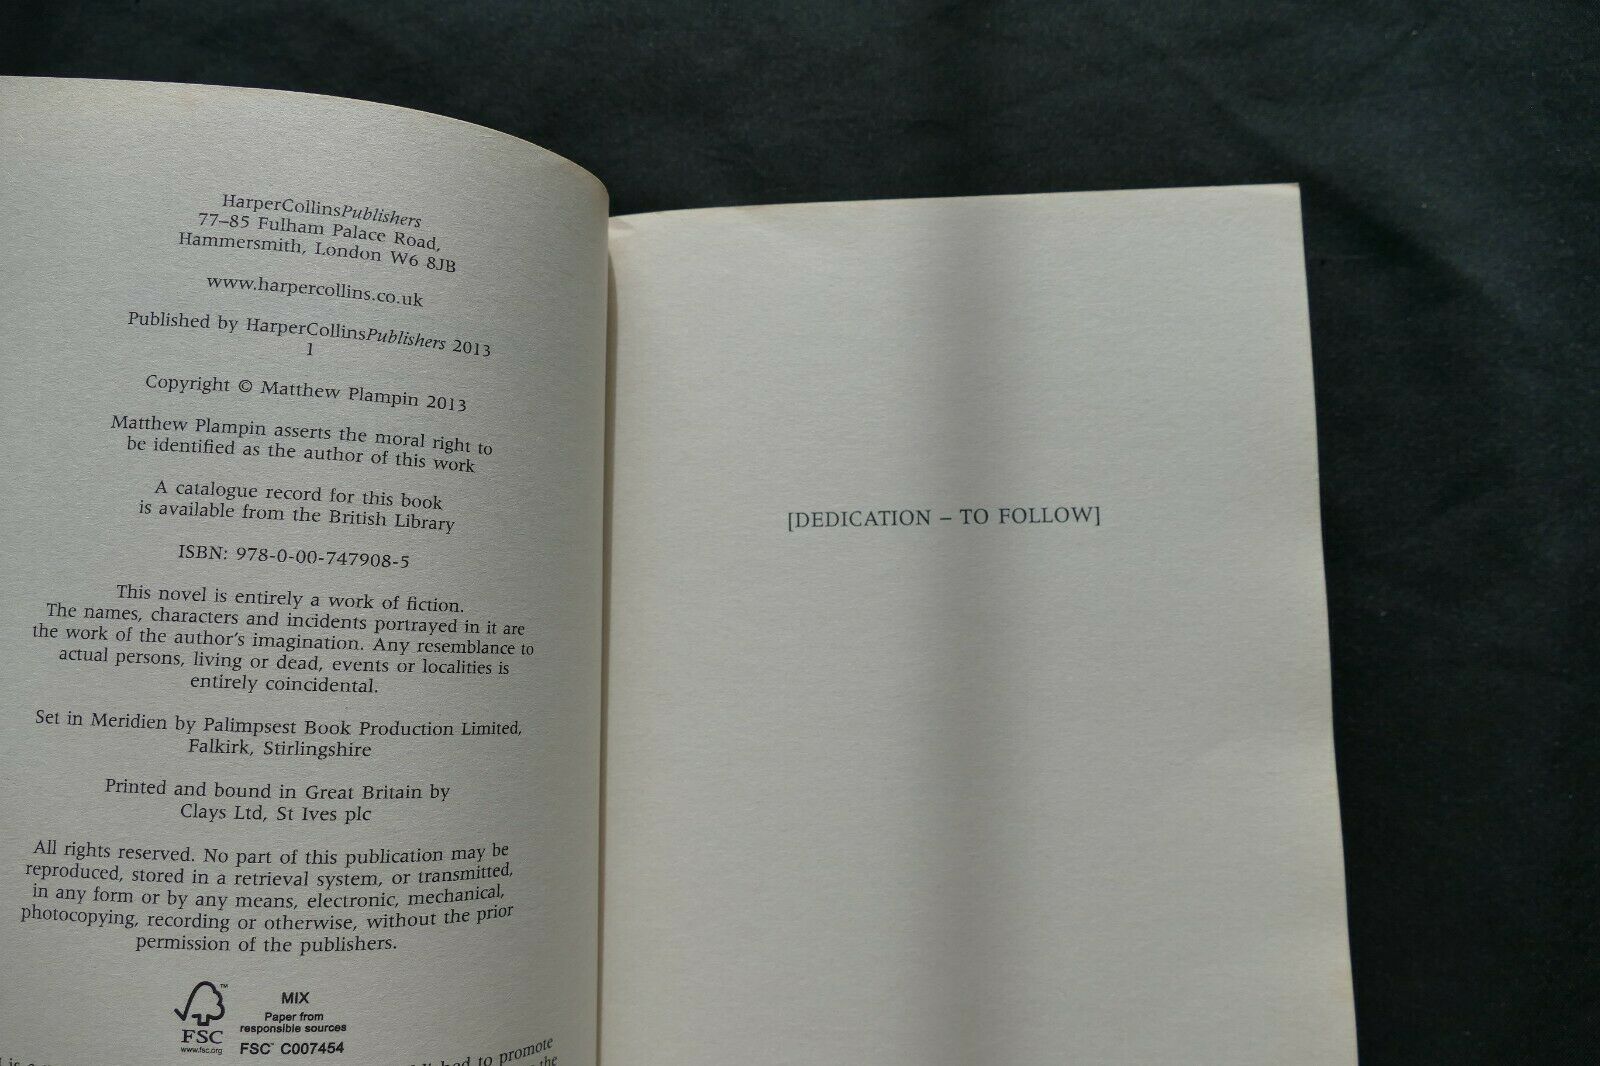 HarperCollinsPublishers
77–85 Fulham Palace Road,
Hammersmith, London W6 8JB
www.harpercollins.co.uk
Published by HarperCollinsPublishers 2013
1
Copyright © Matthew Plampin 2013
Matthew Plampin asserts the moral right to
be identified as the author of this work
A catalogue record for this book
is available from the British Library
ISBN: 978-0-00-747908-5
This novel is entirely a work of fiction.
The names, characters and incidents portrayed in it are
the work of the author's imagination. Any resemblance to
actual persons, living or dead, events or localities is
entirely coincidental.
Set in Meridien by Palimpsest Book Production Limited,
Falkirk, Stirlingshire
Printed and bound in Great Britain by
Clays Ltd, St Ives plc
All rights reserved. No part of this publication may be
reproduced, stored in a retrieval system, or transmitted,
in any form or by any means, electronic, mechanical,
photocopying, recording or otherwise, without the prior
permission of the publishers.
FSC™
www.fsc.org
MIX
Paper from
responsible sources
FSC™ C007454
to promote
the
[DEDICATION – TO FOLLOW]